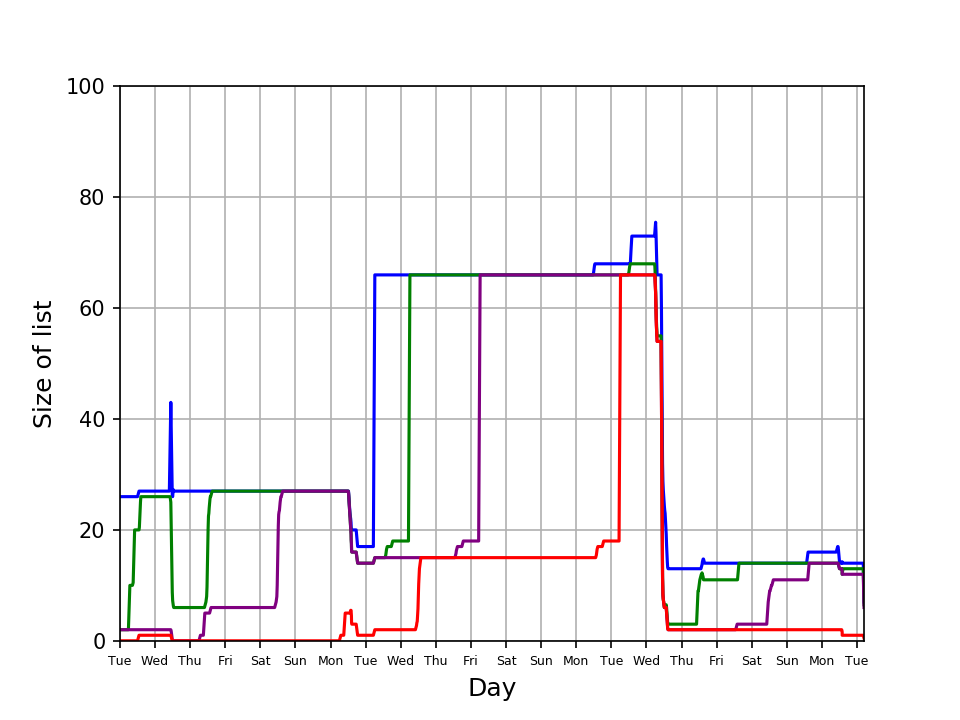 100
80
60
40
20
0
Size of list
Tue Wed Thu Fri Sat Sun Mon Tue Wed Thu Fri Sat Sun Mon Tue Wed Thu Fri Sat Sun Mon Tue
Day